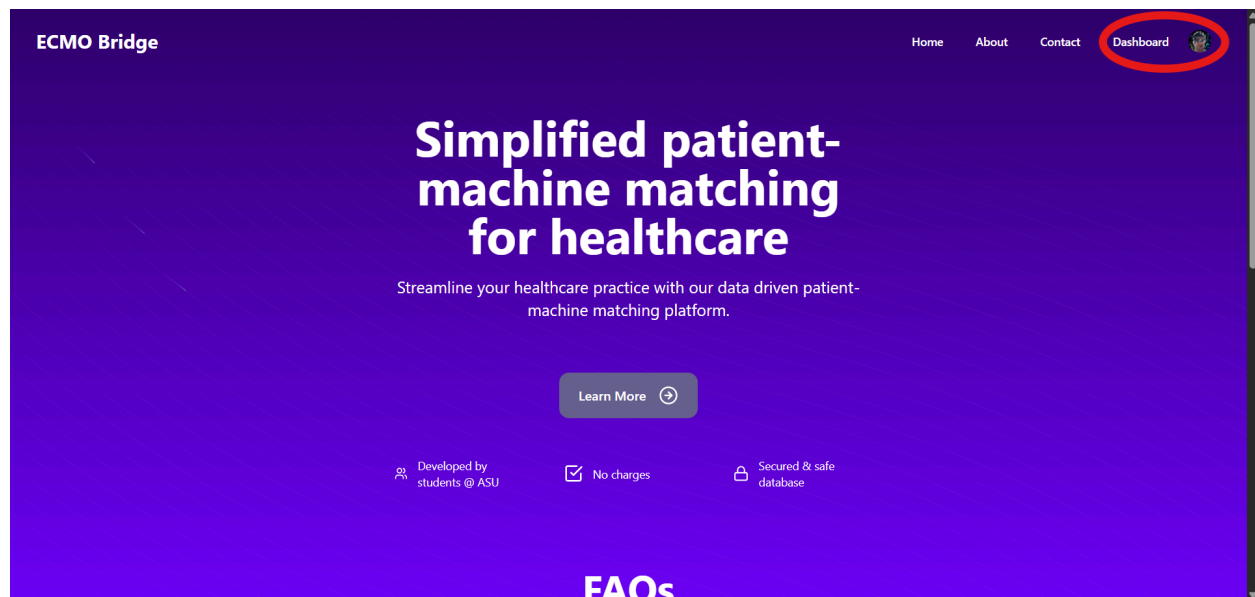 ECMO Bridge
Home
About
Contact
Dashboard
Simplified patient-
machine matching
for healthcare
Streamline your healthcare practice with our data driven patient-
machine matching platform.
Learn More
Developed by
students @ ASU
No charges
Secured & safe
database
FAQs